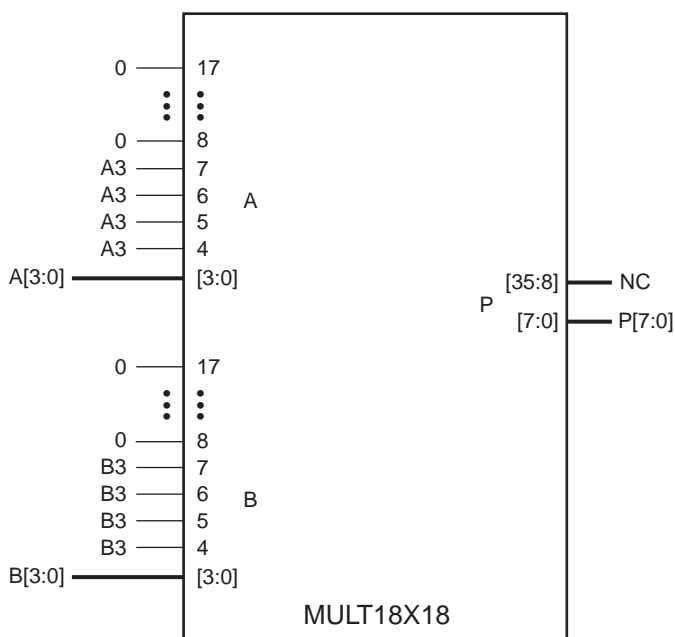 0 17
0 8
A3 7
A3 6
A
A3 5
A3 4
A[3:0] [3:0]
[35:8] NC
P
[7:0] P[7:0]
0 17
0 8
B3 7
B3 6
B
B3 5
B3 4
B[3:0] [3:0]
MULT18X18